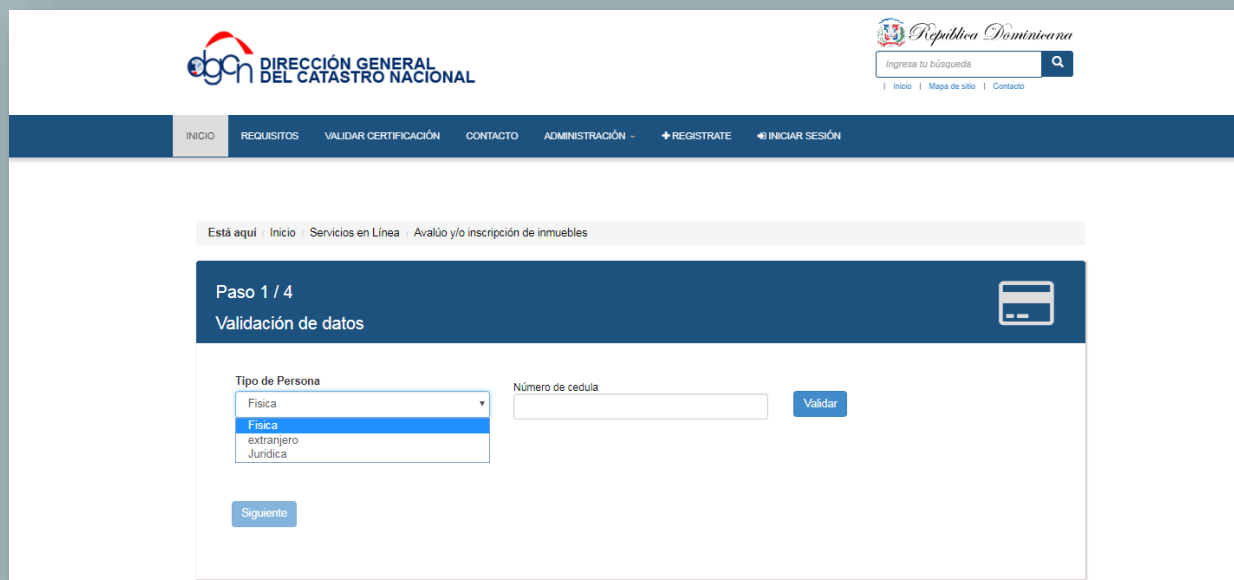 dgcn DIRECCIÓN GENERAL
DEL CATASTRO NACIONAL
República Dominicana
Ingresa tu búsqueda
| Inicio | Mapa de sitio | Contacto
INICIO REQUISITOS VALIDAR CERTIFICACIÓN CONTACTO ADMINISTRACIÓN REGISTRATE INICIAR SESIÓN
Está aquí / Inicio / Servicios en Línea / Avalúo y/o inscripción de inmuebles
Paso 1 / 4
Validación de datos
Tipo de Persona
Número de cedula
Fisica
Validar
Fisica
extranjero
Juridica
Siguiente